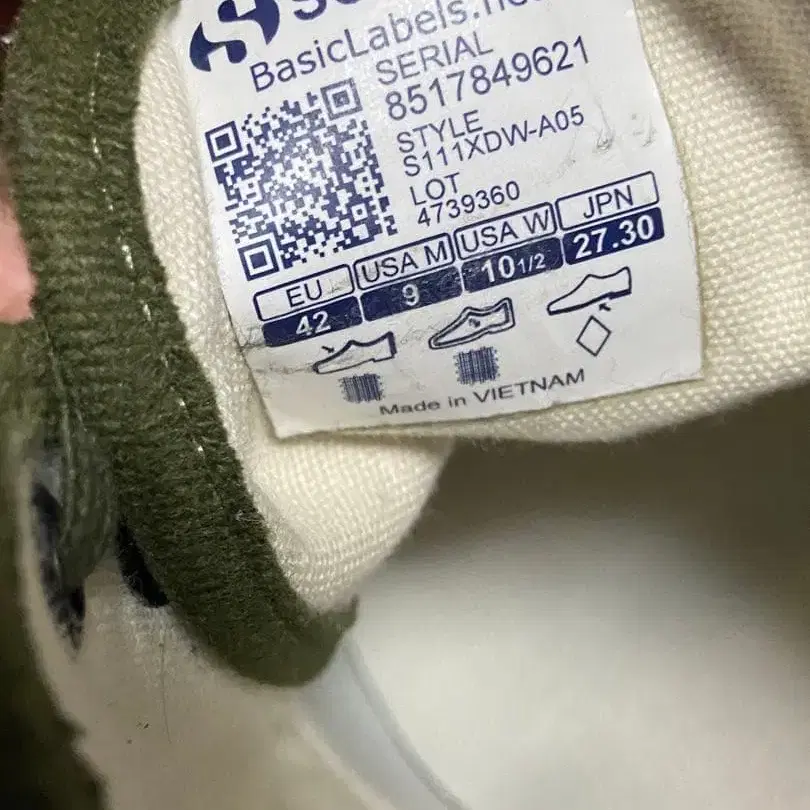 BasicLabels.ne
SERIAL
8517849621
STYLE
S111XDW-A05
LOT
4739360
EU USA M USA W JPN
42 9 10 1/2 27.30
Made in VIETNAM